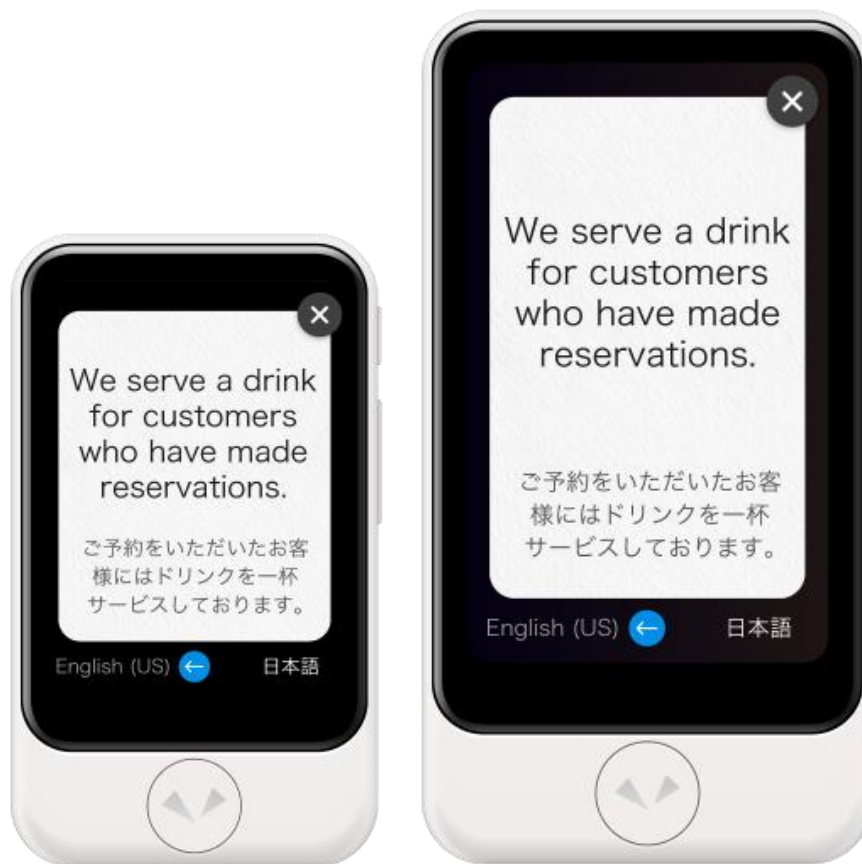 We serve a drink
for customers
who have made
reservations.
ご予約をいただいたお客
様にはドリンクを一杯
サービスしております。
English (US)
日本語
We serve a drink
for customers
who have made
reservations.
ご予約をいただいたお客
様にはドリンクを一杯
サービスしております。
English (US)
日本語